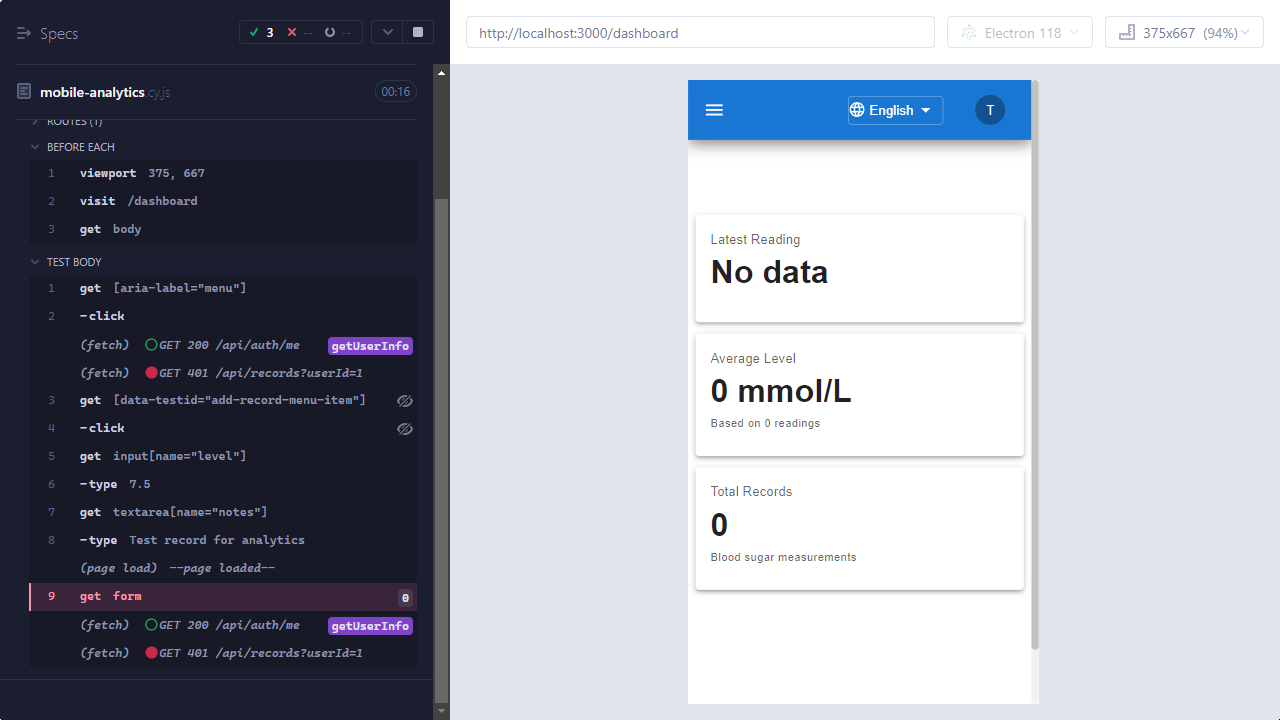 Specs
3
--
--
mobile-analytics.cy.js
00:16
ROUTES (1)
BEFORE EACH
1 viewport 375, 667
2 visit /dashboard
3 get body
TEST BODY
1 get [aria-label="menu"]
2 -click
(fetch) GET 200 /api/auth/me getUserInfo
(fetch) GET 401 /api/records?userId=1
3 get [data-testid="add-record-menu-item"]
4 -click
5 get input[name="level"]
6 -type 7.5
7 get textarea[name="notes"]
8 -type Test record for analytics
(page load) --page loaded--
9 get form 0
(fetch) GET 200 /api/auth/me getUserInfo
(fetch) GET 401 /api/records?userId=1
http://localhost:3000/dashboard
Electron 118
375x667 (94%)
English
T
Latest Reading
No data
Average Level
0 mmol/L
Based on 0 readings
Total Records
0
Blood sugar measurements